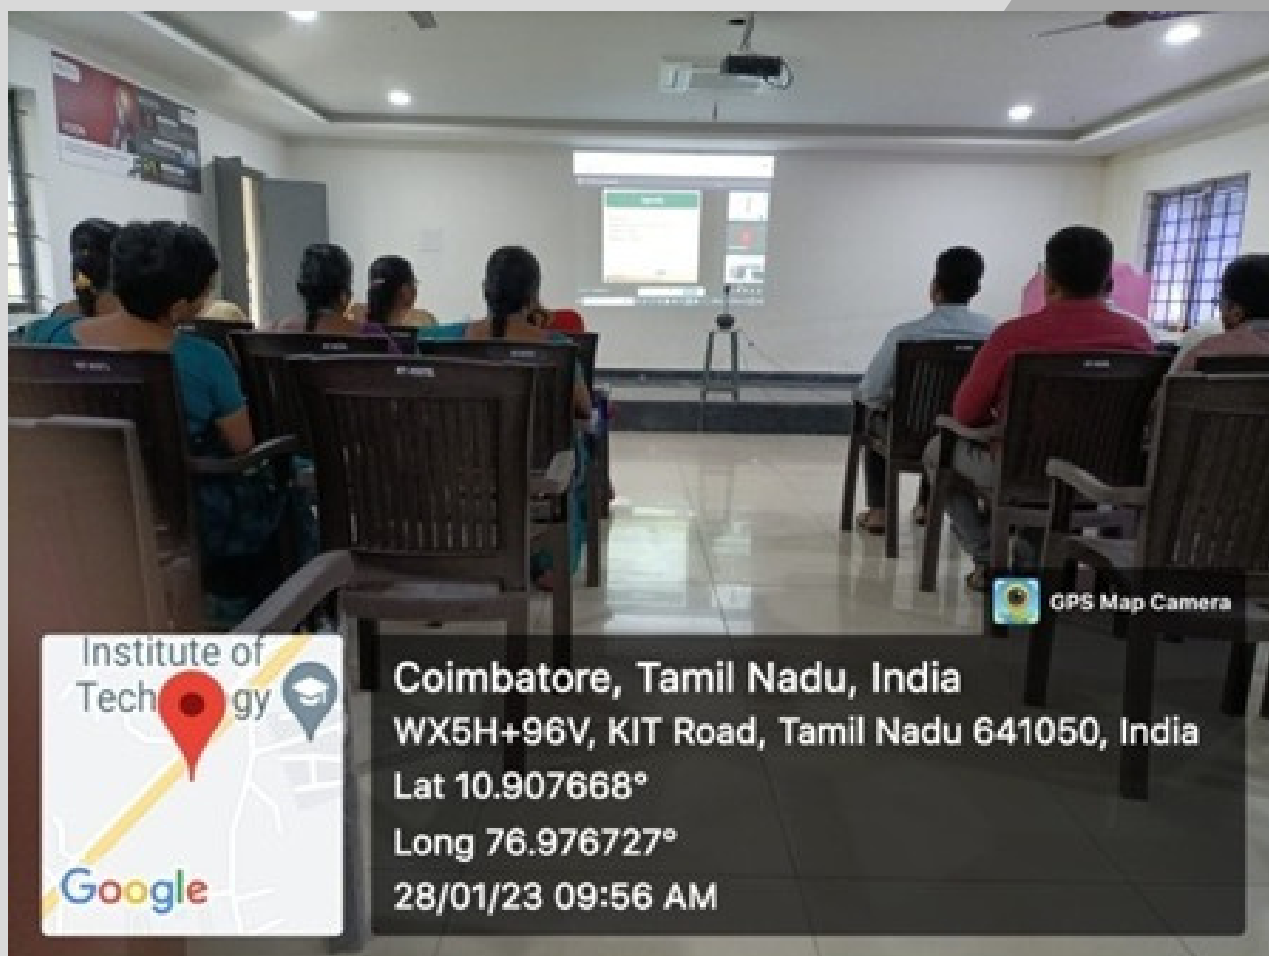 GPS Map Camera
Institute of
Tech gy
Google
Coimbatore, Tamil Nadu, India
WX5H+96V, KIT Road, Tamil Nadu 641050, India
Lat 10.907668°
Long 76.976727°
28/01/23 09:56 AM